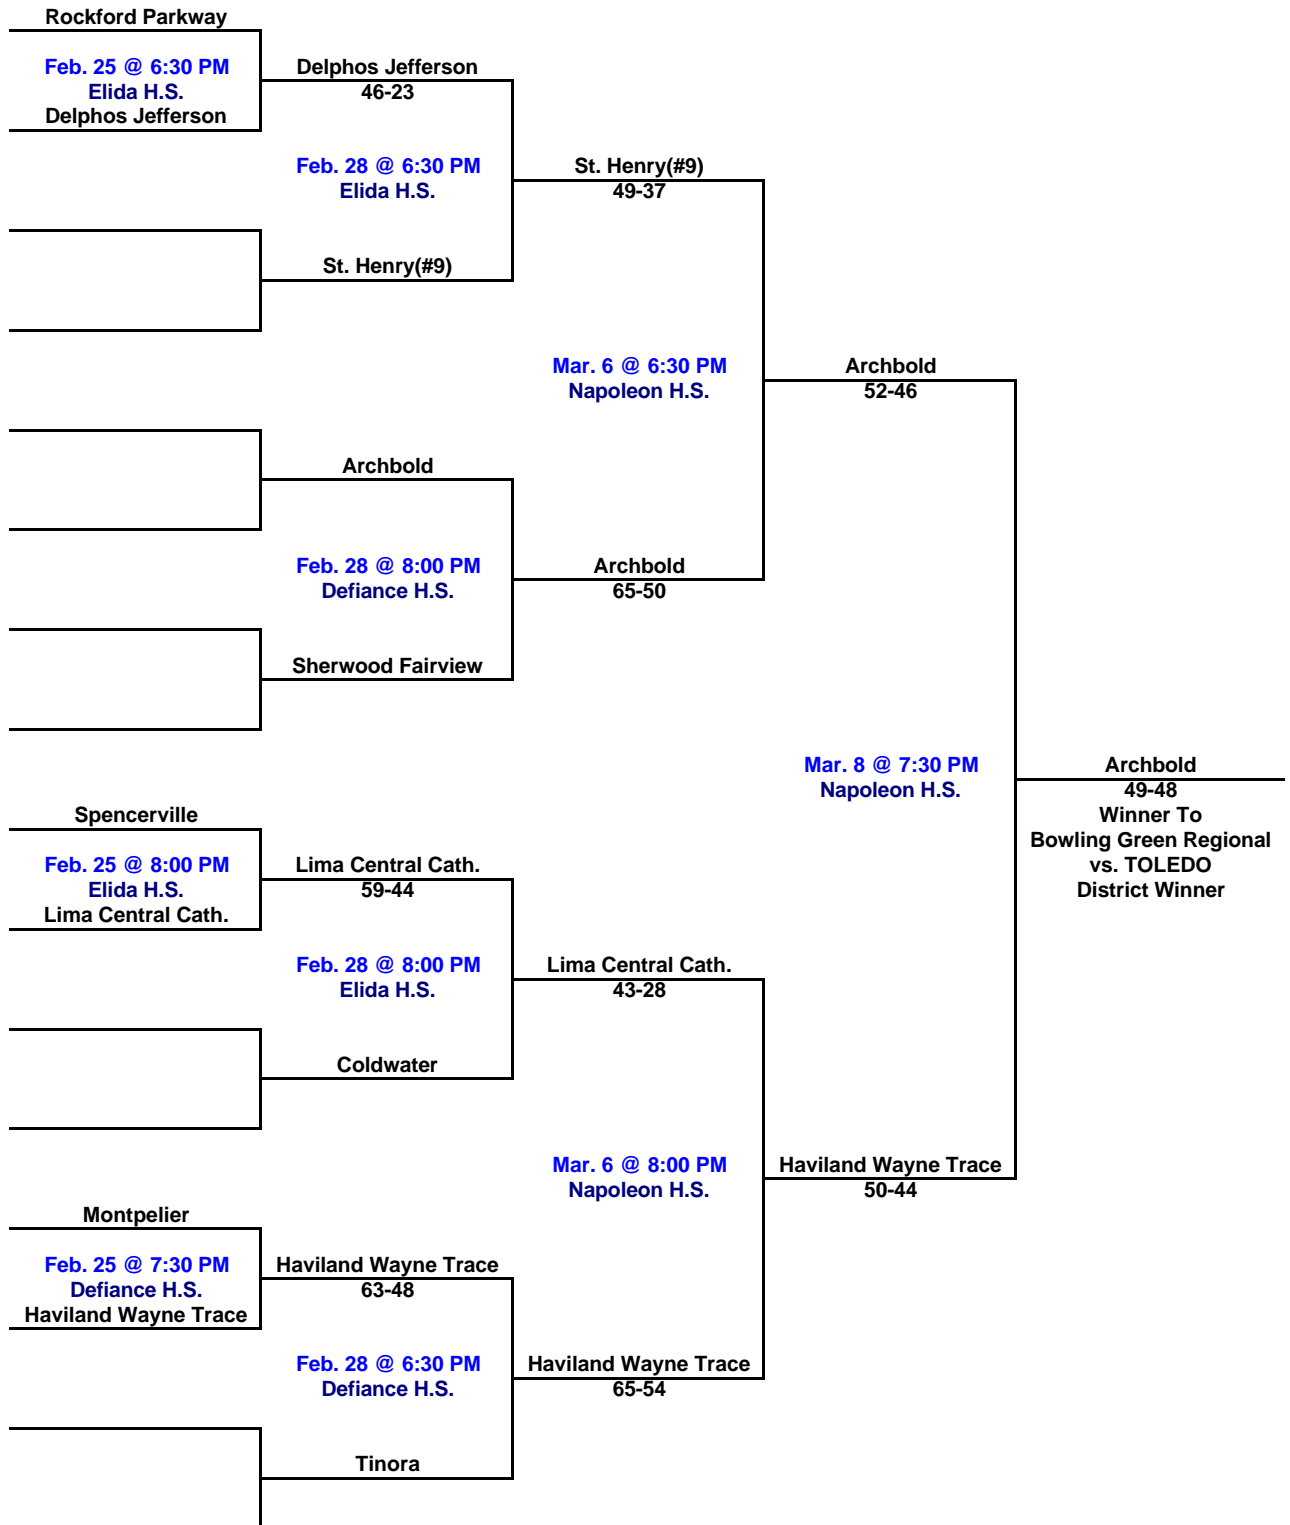 Rockford Parkway
Feb. 25 @ 6:30 PM
Elida H.S.
Delphos Jefferson
Delphos Jefferson
46-23
Feb. 28 @ 6:30 PM
Elida H.S.
St. Henry(#9)
St. Henry(#9)
49-37
Mar. 6 @ 6:30 PM
Napoleon H.S.
Archbold
52-46
Archbold
Feb. 28 @ 8:00 PM
Defiance H.S.
Sherwood Fairview
Archbold
65-50
Mar. 8 @ 7:30 PM
Napoleon H.S.
Archbold
49-48
Winner To
Bowling Green Regional
vs. TOLEDO
District Winner
Spencerville
Feb. 25 @ 8:00 PM
Elida H.S.
Lima Central Cath.
Lima Central Cath.
59-44
Feb. 28 @ 8:00 PM
Elida H.S.
Coldwater
Lima Central Cath.
43-28
Mar. 6 @ 8:00 PM
Napoleon H.S.
Haviland Wayne Trace
50-44
Montpelier
Feb. 25 @ 7:30 PM
Defiance H.S.
Haviland Wayne Trace
Haviland Wayne Trace
63-48
Feb. 28 @ 6:30 PM
Defiance H.S.
Tinora
Haviland Wayne Trace
65-54